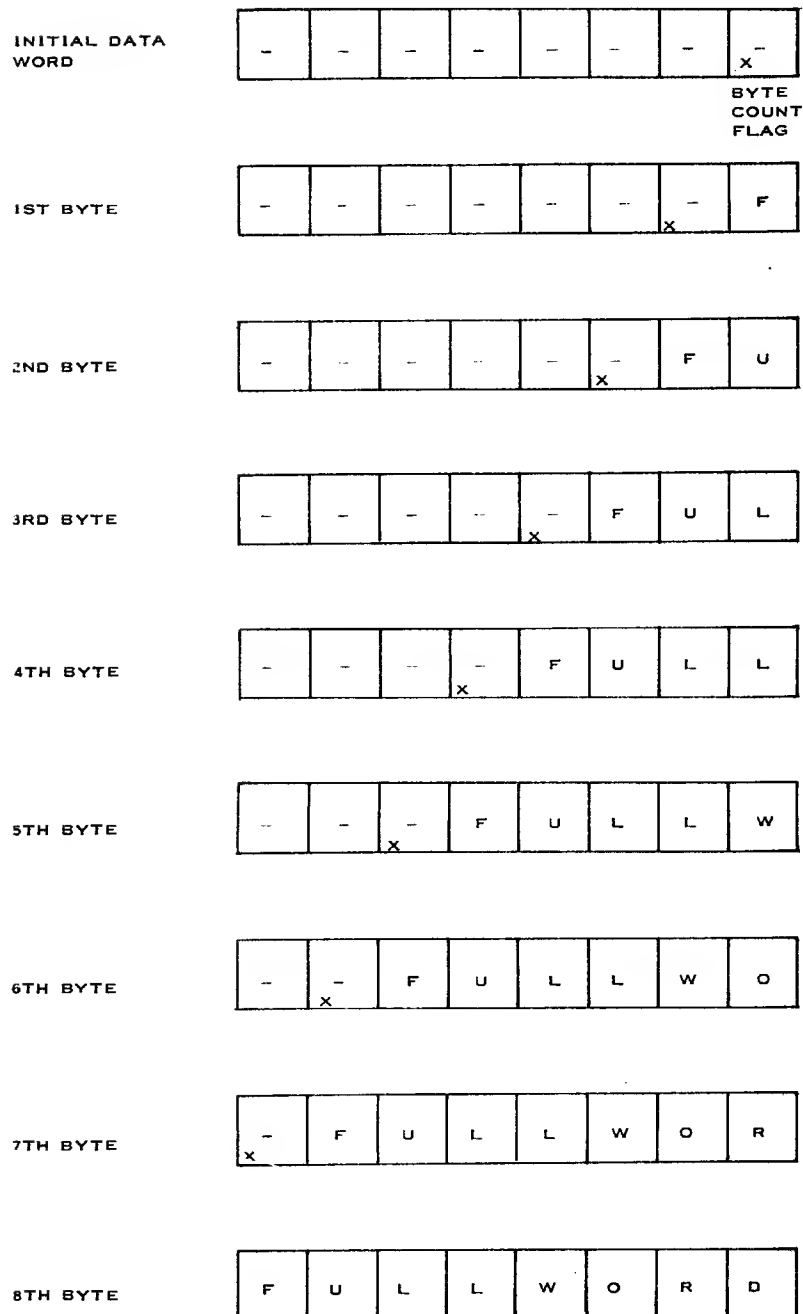 INITIAL DATA
WORD
- - - - - - - -
x
BYTE
COUNT
FLAG
1ST BYTE
- - - - - - - F
x
2ND BYTE
- - - - - - F U
x
3RD BYTE
- - - - - F U L
x
4TH BYTE
- - - - F U L L
x
5TH BYTE
- - - F U L L W
x
6TH BYTE
- - F U L L W O
x
7TH BYTE
- F U L L W O R
x
8TH BYTE
F U L L W O R D